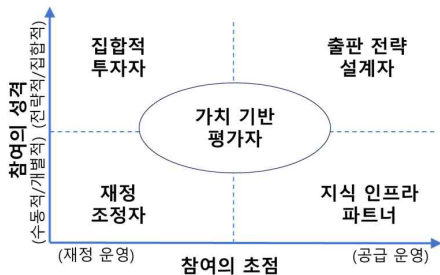 집합적
투자자
출판 전략
설계자
가치 기반
평가자
재정
조정자
지식 인프라
파트너
참여의 성격
(수동적/개별적) (전략적/집합적)
(재정 운영)
참여의 초점
(공급 운영)